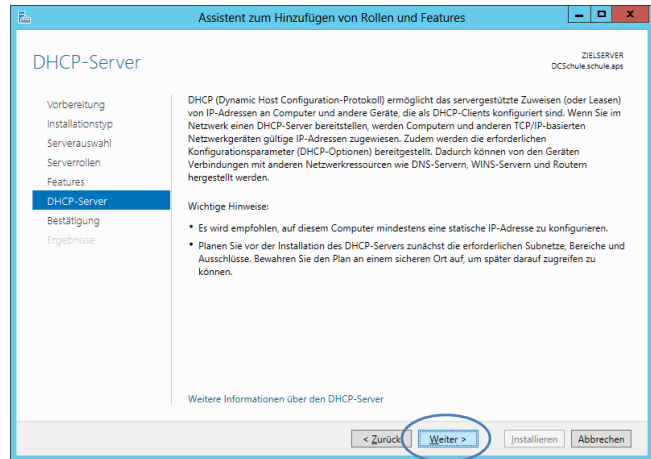 Assistent zum Hinzufügen von Rollen und Features
DHCP-Server
ZIELSERVER
DCSchule.schule.aps
Vorbereitung
Installationstyp
Serverauswahl
Serverrollen
Features
DHCP-Server
Bestätigung
Ergebnisse
DHCP (Dynamic Host Configuration-Protokoll) ermöglicht das servergestützte Zuweisen (oder Leasen)
von IP-Adressen an Computer und andere Geräte, die als DHCP-Clients konfiguriert sind. Wenn Sie im
Netzwerk einen DHCP-Server bereitstellen, werden Computern und anderen TCP/IP-basierten
Netzwerkgeräten gültige IP-Adressen zugewiesen. Zudem werden die erforderlichen
Konfigurationsparameter (DHCP-Optionen) bereitgestellt. Dadurch können von den Geräten
Verbindungen mit anderen Netzwerkressourcen wie DNS-Servern, WINS-Servern und Routern
hergestellt werden.
Wichtige Hinweise:
• Es wird empfohlen, auf diesem Computer mindestens eine statische IP-Adresse zu konfigurieren.
• Planen Sie vor der Installation des DHCP-Servers zunächst die erforderlichen Subnetze, Bereiche und
Ausschlüsse. Bewahren Sie den Plan an einem sicheren Ort auf, um später darauf zugreifen zu
können.
Weitere Informationen über den DHCP-Server
< Zurück
Weiter >
Installieren
Abbrechen